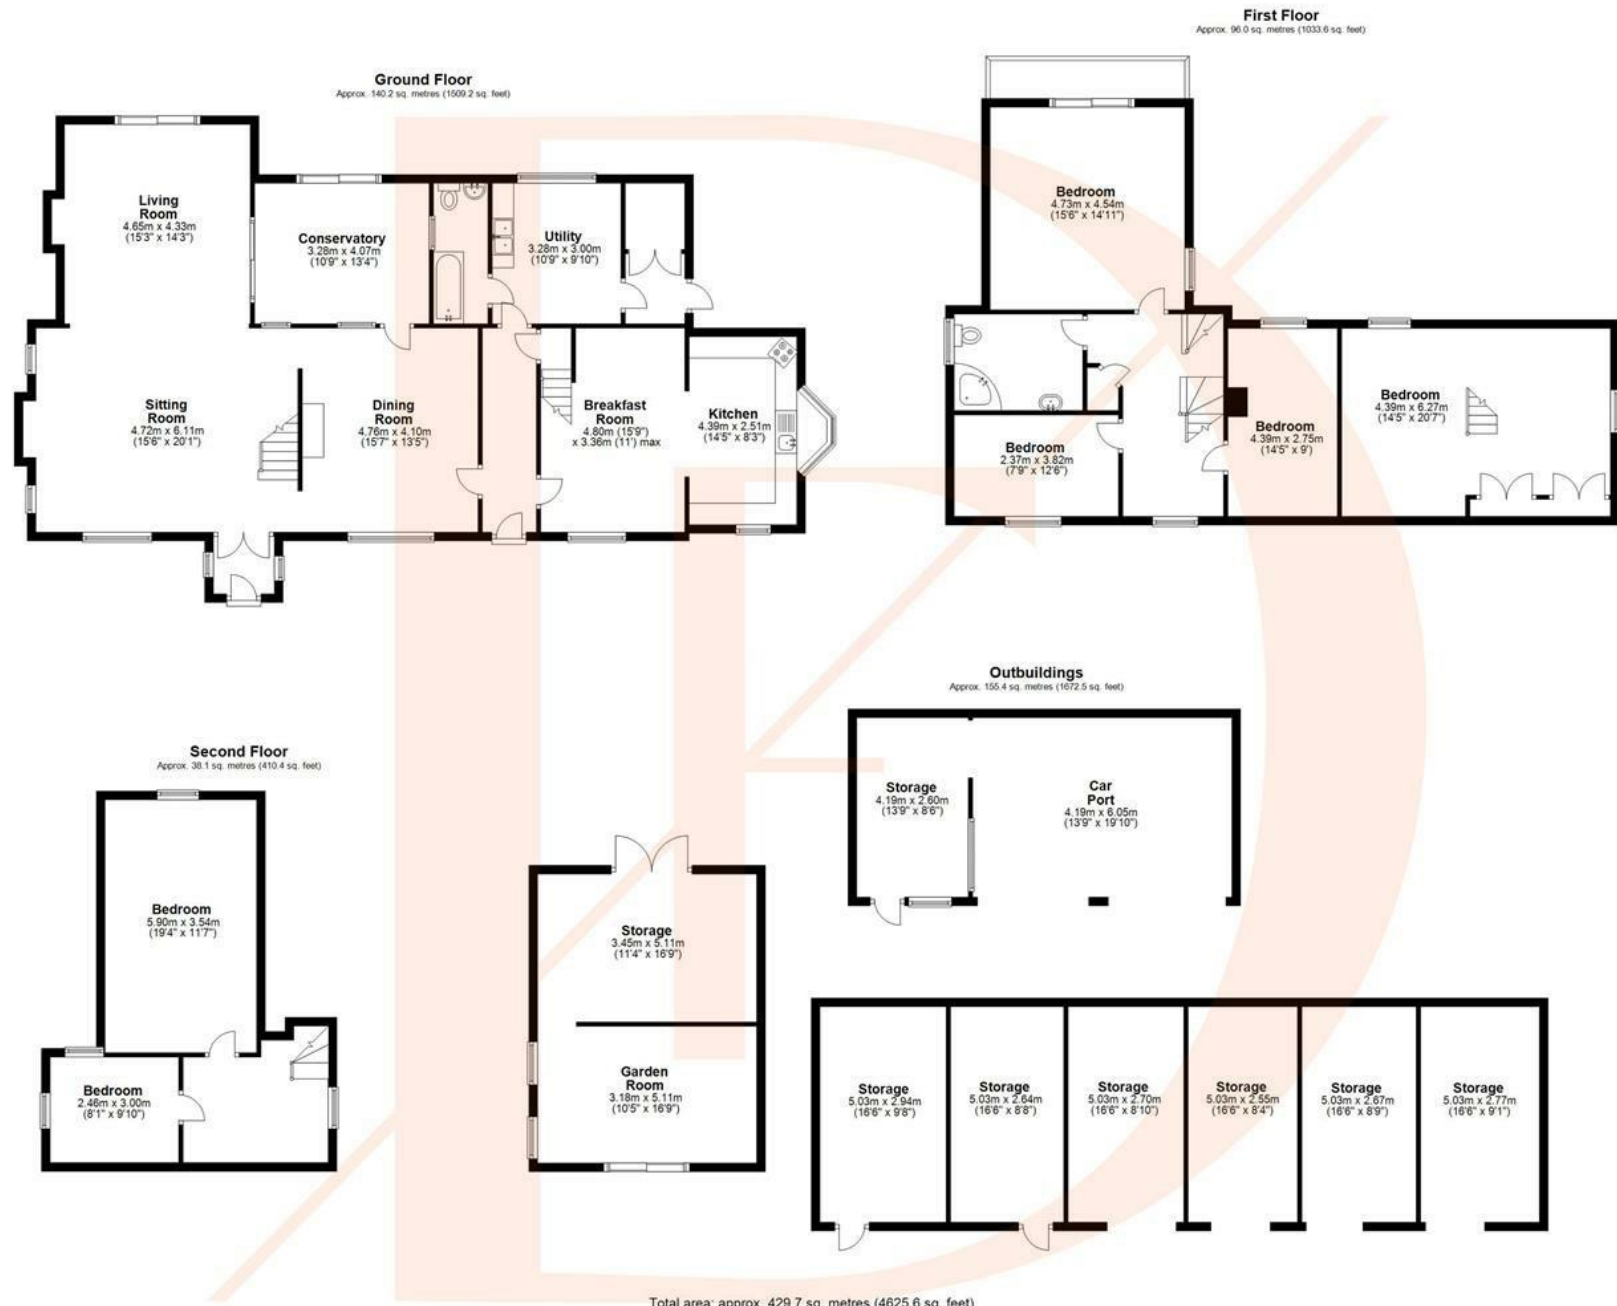 First Floor
Approx. 96.0 sq. metres (1033.6 sq. feet)
Ground Floor
Approx. 140.2 sq. metres (1509.2 sq. feet)
Living
Room
4.65m x 4.33m
(15'3" x 14'3")
Conservatory
3.28m x 4.07m
(10'9" x 13'4")
Utility
3.28m x 3.00m
(10'9" x 9'10")
Sitting
Room
4.72m x 6.11m
(15'6" x 20'1")
Dining
Room
4.76m x 4.10m
(15'7" x 13'5")
Breakfast
Room
4.80m (15'9")
x 3.36m (11') max
Kitchen
4.39m x 2.51m
(14'5" x 8'3")
Bedroom
4.73m x 4.54m
(15'6" x 14'11")
Bedroom
2.37m x 3.82m
(7'9" x 12'6")
Bedroom
4.39m x 2.75m
(14'5" x 9')
Bedroom
4.39m x 6.27m
(14'5" x 20'7")
Second Floor
Approx. 38.1 sq. metres (410.4 sq. feet)
Bedroom
5.90m x 3.54m
(19'4" x 11'7")
Bedroom
2.46m x 3.00m
(8'1" x 9'10")
Outbuildings
Approx. 155.4 sq. metres (1672.5 sq. feet)
Storage
4.19m x 2.60m
(13'9" x 8'6")
Car
Port
4.19m x 6.05m
(13'9" x 19'10")
Storage
3.45m x 5.11m
(11'4" x 16'9")
Garden
Room
3.18m x 5.11m
(10'5" x 16'9")
Storage
5.03m x 2.94m
(16'6" x 9'8")
Storage
5.03m x 2.64m
(16'6" x 8'8")
Storage
5.03m x 2.70m
(16'6" x 8'10")
Storage
5.03m x 2.55m
(16'6" x 8'4")
Storage
5.03m x 2.67m
(16'6" x 8'9")
Storage
5.03m x 2.77m
(16'6" x 9'1")
Total area: approx. 429.7 sq. metres (4625.6 sq. feet)